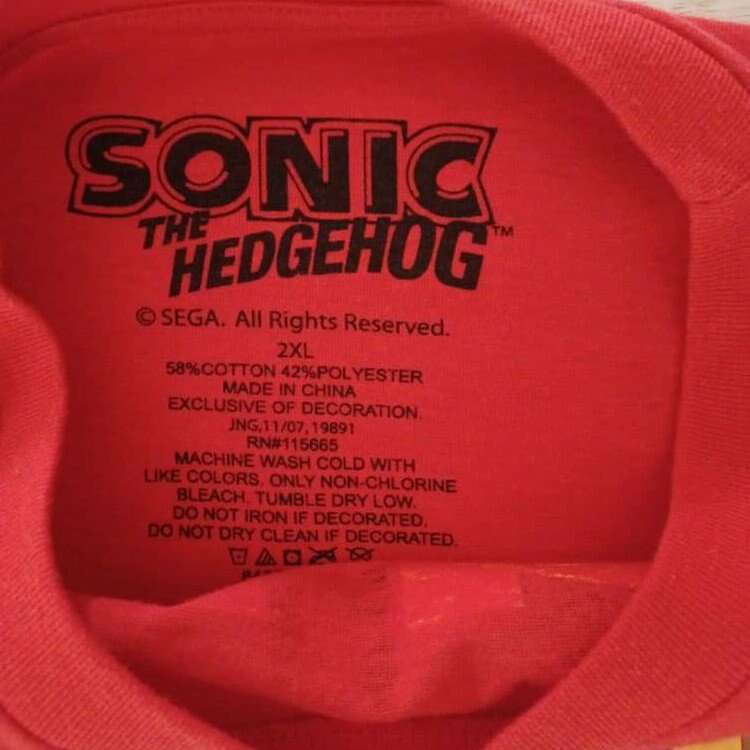 SONIC
THE
HEDGEHOG™
© SEGA. All Rights Reserved.
2XL
58%COTTON 42%POLYESTER
MADE IN CHINA
EXCLUSIVE OF DECORATION.
JNG,11/07,19891
RN#115665
MACHINE WASH COLD WITH
LIKE COLORS, ONLY NON-CHLORINE
BLEACH. TUMBLE DRY LOW.
DO NOT IRON IF DECORATED.
DO NOT DRY CLEAN IF DECORATED.